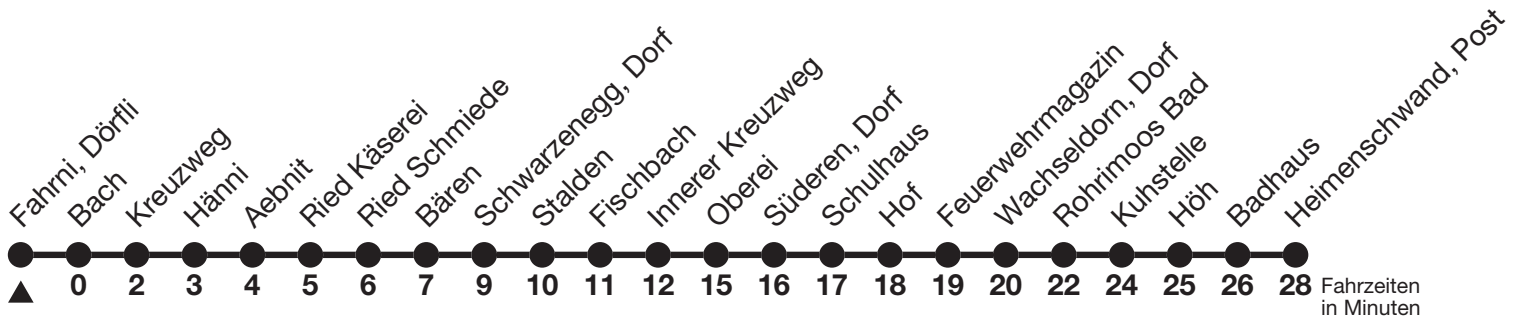 Fahrni, Dörfli
Bach
Kreuzweg
Hänni
Aebnit
Ried Käserei
Ried Schmiede
Bären
Schwarzenegg, Dorf
Stalden
Fischbach
Innerer Kreuzweg
Oberei
Süderen, Dorf
Schulhaus
Hof
Feuerwehrmagazin
Wachseldorn, Dorf
Rohrimoos Bad
Kuhstelle
Höh
Badhaus
Heimenschwand, Post
0 2 3 4 5 6 7 9 10 11 12 15 16 17 18 19 20 22 24 25 26 28
Fahrzeiten
in Minuten